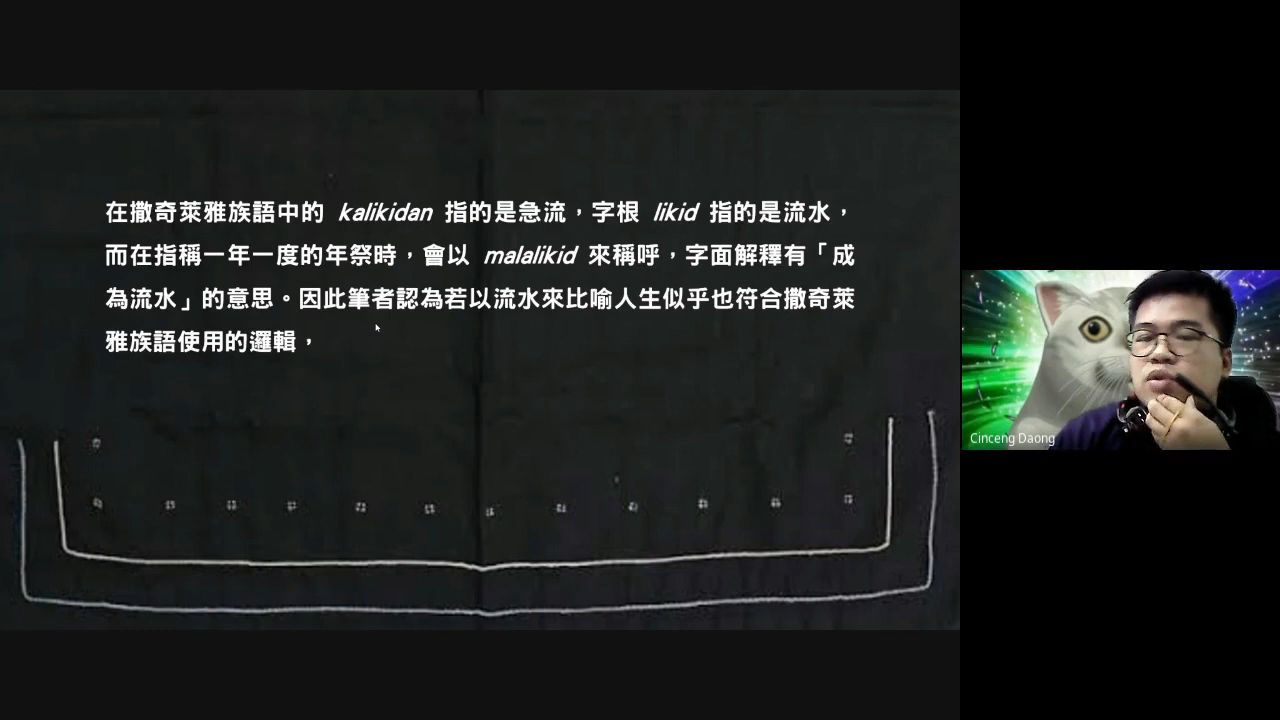 在撒奇萊雅族語中的 kalikidan 指的是急流，字根 likid 指的是流水，
而在指稱一年一度的年祭時，會以 malalikid 來稱呼，字面解釋有「成
為流水」的意思。因此筆者認為若以流水來比喻人生似乎也符合撒奇萊
雅族語使用的邏輯，
Cinceng Daong